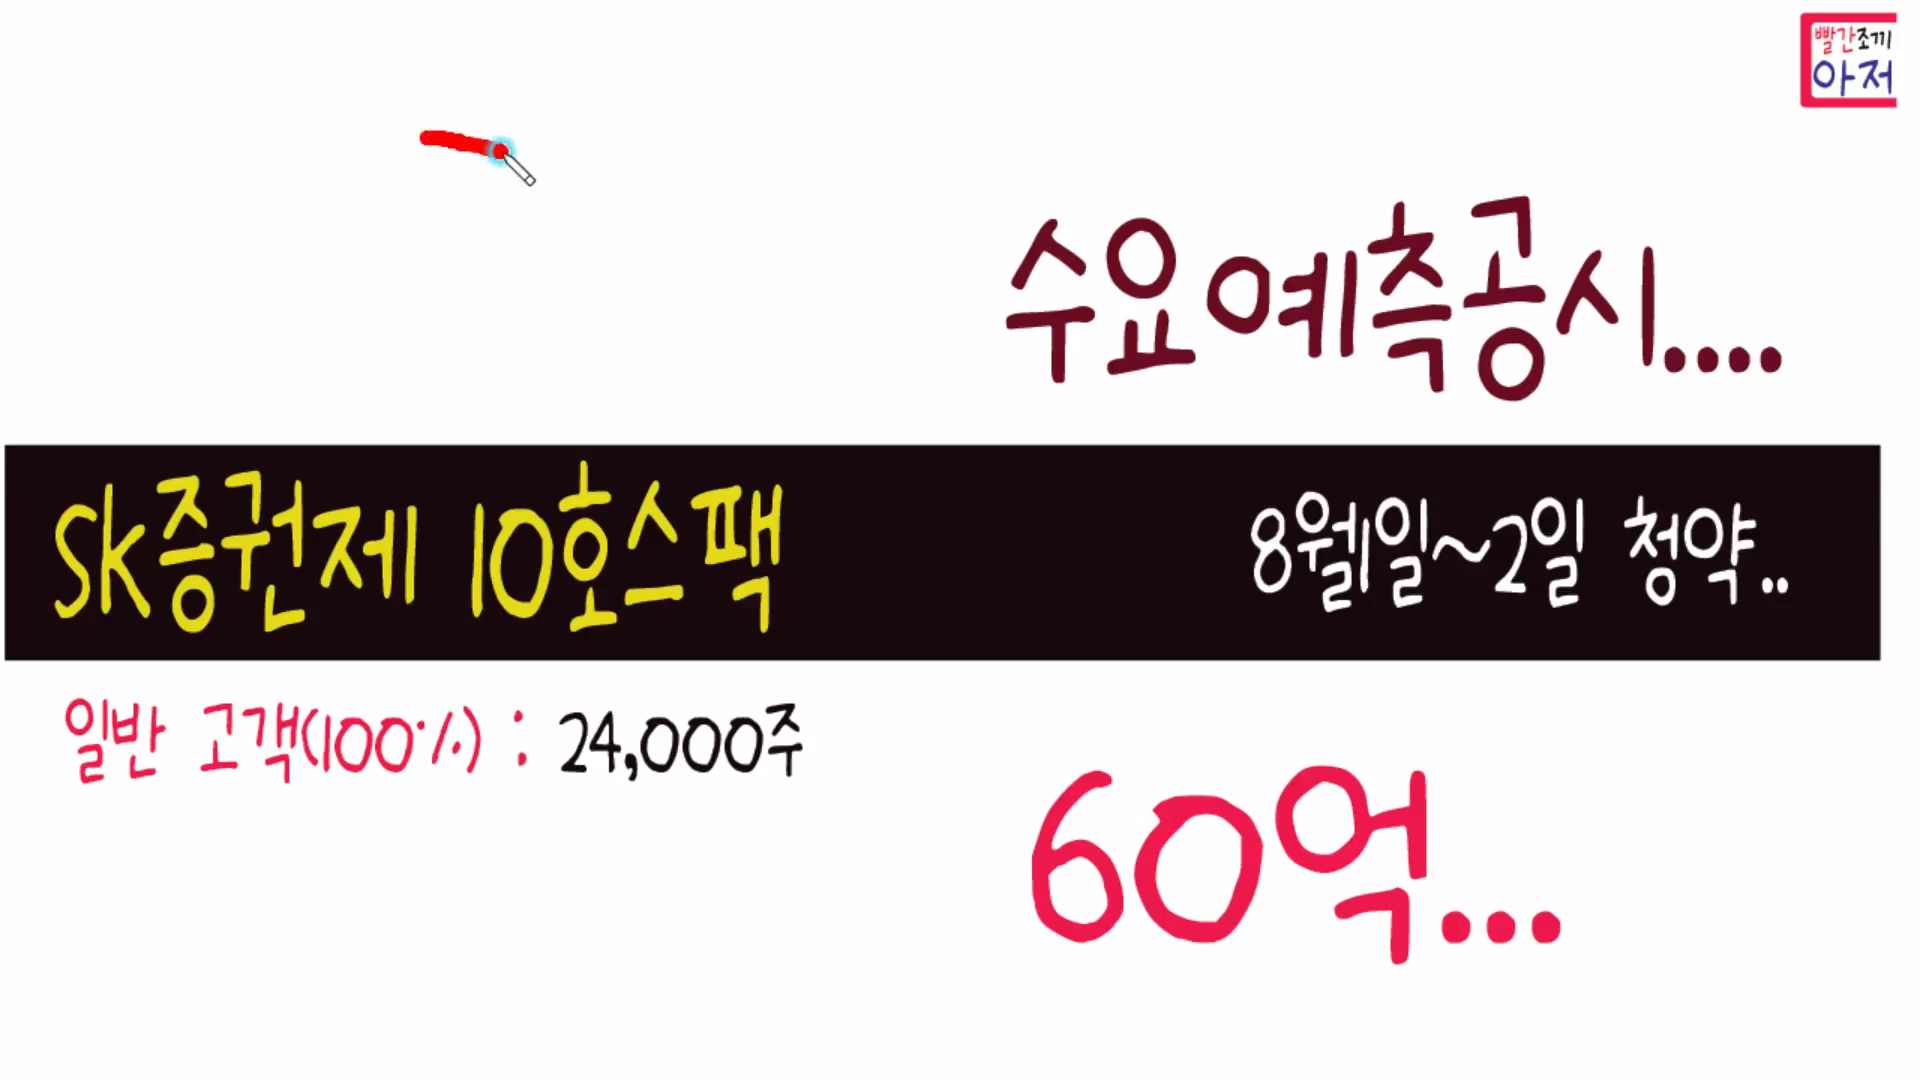 빨간조끼
아저
수요예측공시....
SK증권제 10호스팩
8월1일~2일 청약..
일반 고객(100%) : 24,000주
60억...